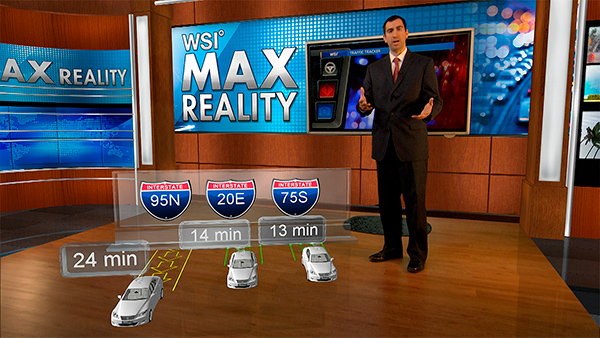 WSI
MAX
REALITY
MAX REALITY
WSI TRAFFIC TRACKER
INTERSTATE
95N
INTERSTATE
20E
INTERSTATE
75S
24 min
14 min
13 min